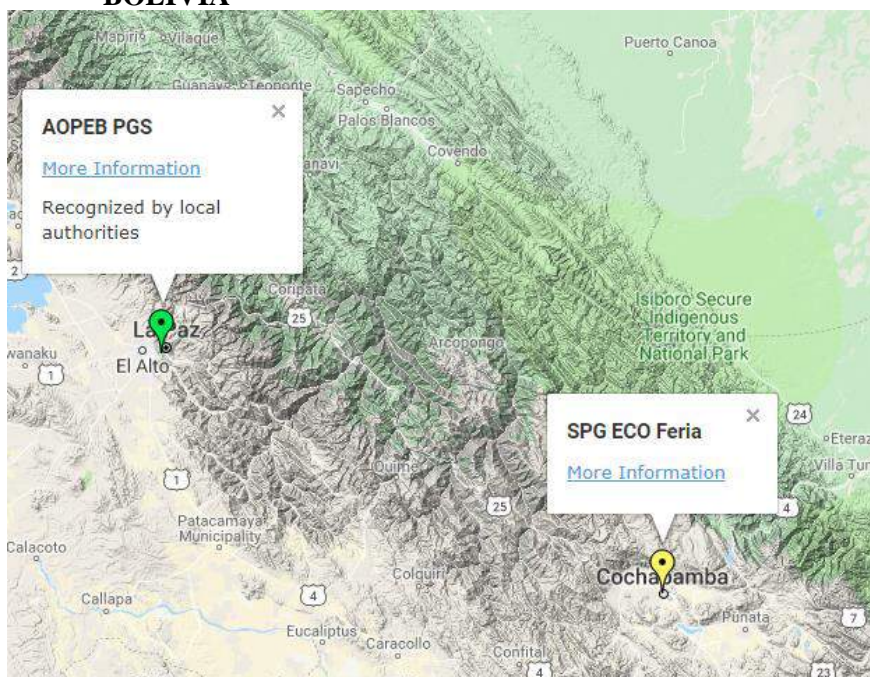 BOLIVIA
Mapiri
Vilaque
Puerto Canoa
Guanay
Teoponte
Sapecho
Palos Blancos
Covendo
anavi
AOPEB PGS
×
More Information
Recognized by local
authorities
2
Coripata
25
Isiboro Secure
Indigenous
Territory and
National Park
La Paz
Arcopongo
wanaku
1
El Alto
SPG ECO Feria
×
More Information
24
Eteraz
Villa Tun
Quime
1
25
4
Patacamaya
Municipality
Calacoto
Colquiri
Cochabamba
Callapa
4
Punata
7
Eucaliptus
Caracollo
Confital
4
23